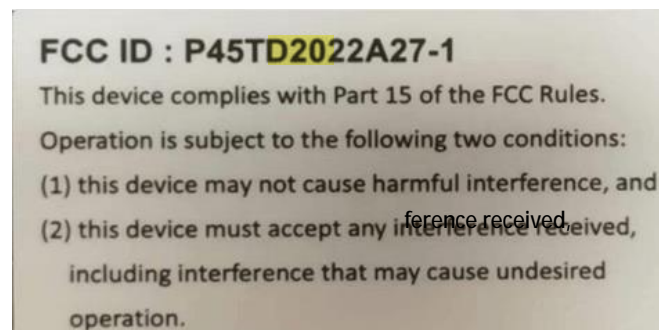 FCC ID : P45TD2022A27-1
This device complies with Part 15 of the FCC Rules.
Operation is subject to the following two conditions:
(1) this device may not cause harmful interference, and
(2) this device must accept any interference received,
ference received,
including interference that may cause undesired
operation.